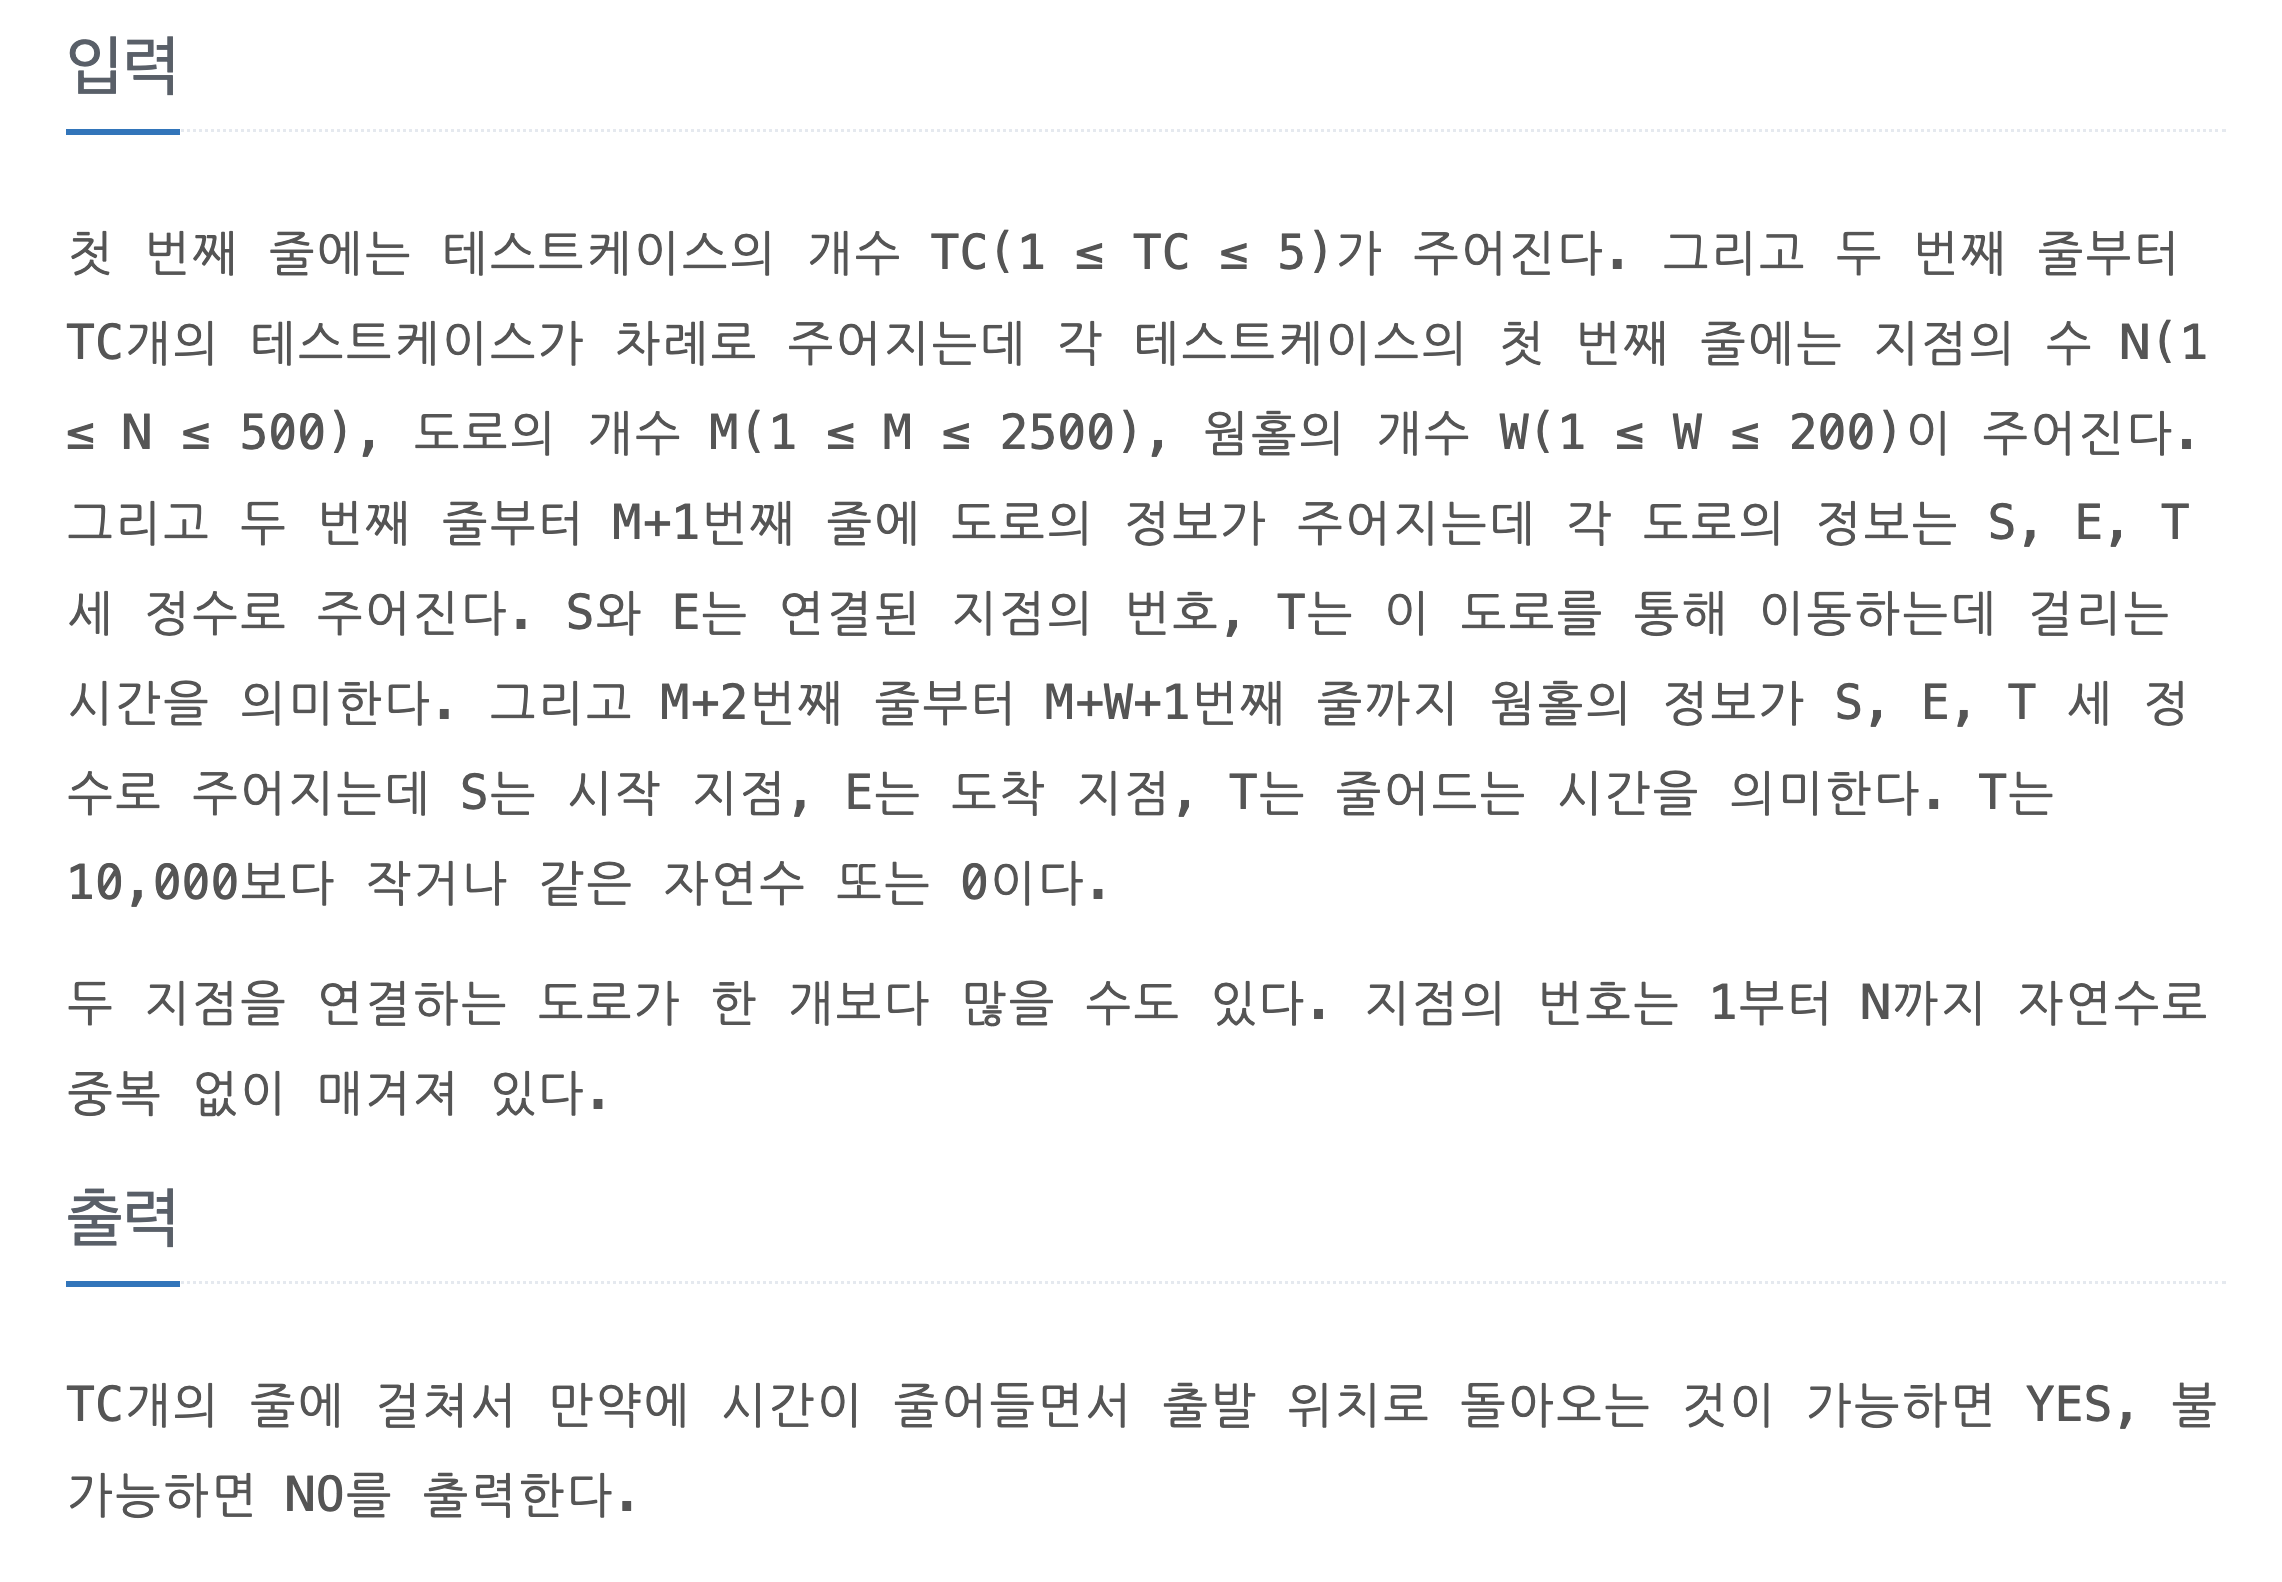 입력
첫 번째 줄에는 테스트케이스의 개수 TC(1 ≤ TC ≤ 5)가 주어진다. 그리고 두 번째 줄부터
TC개의 테스트케이스가 차례로 주어지는데 각 테스트케이스의 첫 번째 줄에는 지점의 수 N(1
≤ N ≤ 500), 도로의 개수 M(1 ≤ M ≤ 2500), 웜홀의 개수 W(1 ≤ W ≤ 200)이 주어진다.
그리고 두 번째 줄부터 M+1번째 줄에 도로의 정보가 주어지는데 각 도로의 정보는 S, E, T
세 정수로 주어진다. S와 E는 연결된 지점의 번호, T는 이 도로를 통해 이동하는데 걸리는
시간을 의미한다. 그리고 M+2번째 줄부터 M+W+1번째 줄까지 웜홀의 정보가 S, E, T 세 정
수로 주어지는데 S는 시작 지점, E는 도착 지점, T는 줄어드는 시간을 의미한다. T는
10,000보다 작거나 같은 자연수 또는 0이다.
두 지점을 연결하는 도로가 한 개보다 많을 수도 있다. 지점의 번호는 1부터 N까지 자연수로
중복 없이 매겨져 있다.
출력
TC개의 줄에 걸쳐서 만약에 시간이 줄어들면서 출발 위치로 돌아오는 것이 가능하면 YES, 불
가능하면 NO를 출력한다.